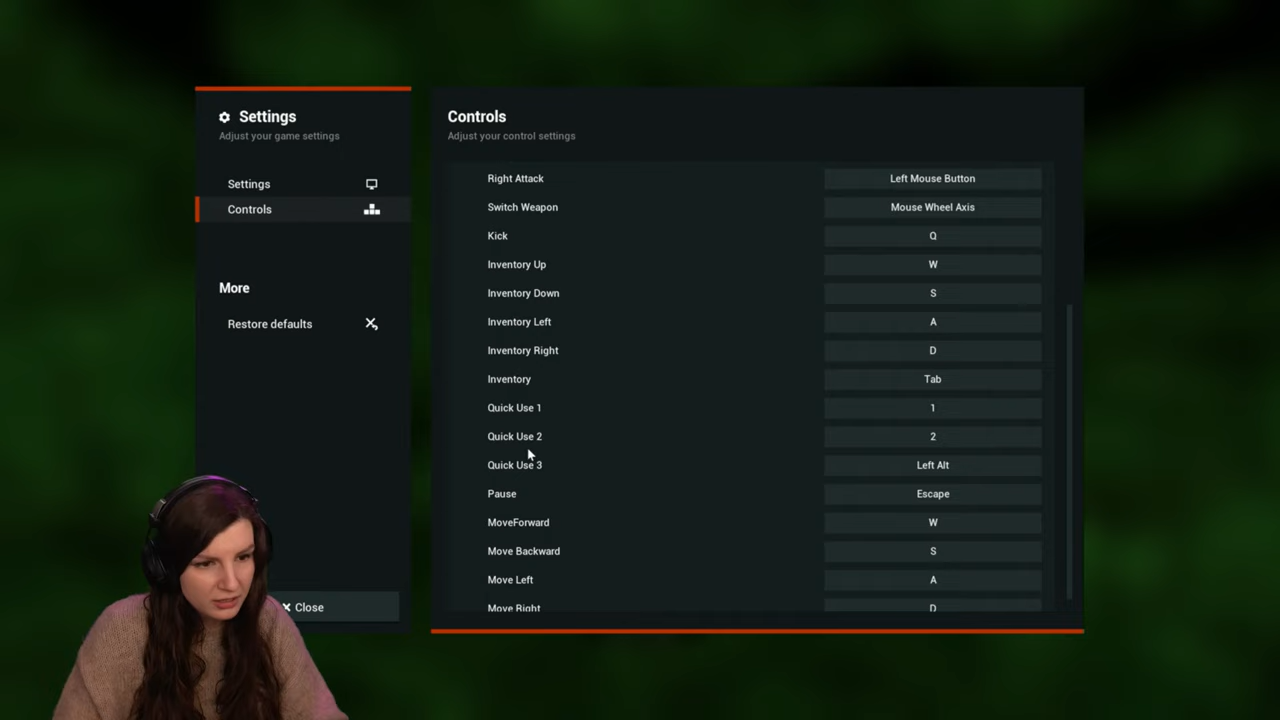 Settings
Adjust your game settings
Settings
Controls
More
Restore defaults
Close
Controls
Adjust your control settings
Right Attack Left Mouse Button
Switch Weapon Mouse Wheel Axis
Kick Q
Inventory Up W
Inventory Down S
Inventory Left A
Inventory Right D
Inventory Tab
Quick Use 1 1
Quick Use 2 2
Quick Use 3 Left Alt
Pause Escape
MoveForward W
Move Backward S
Move Left A
Move Right D